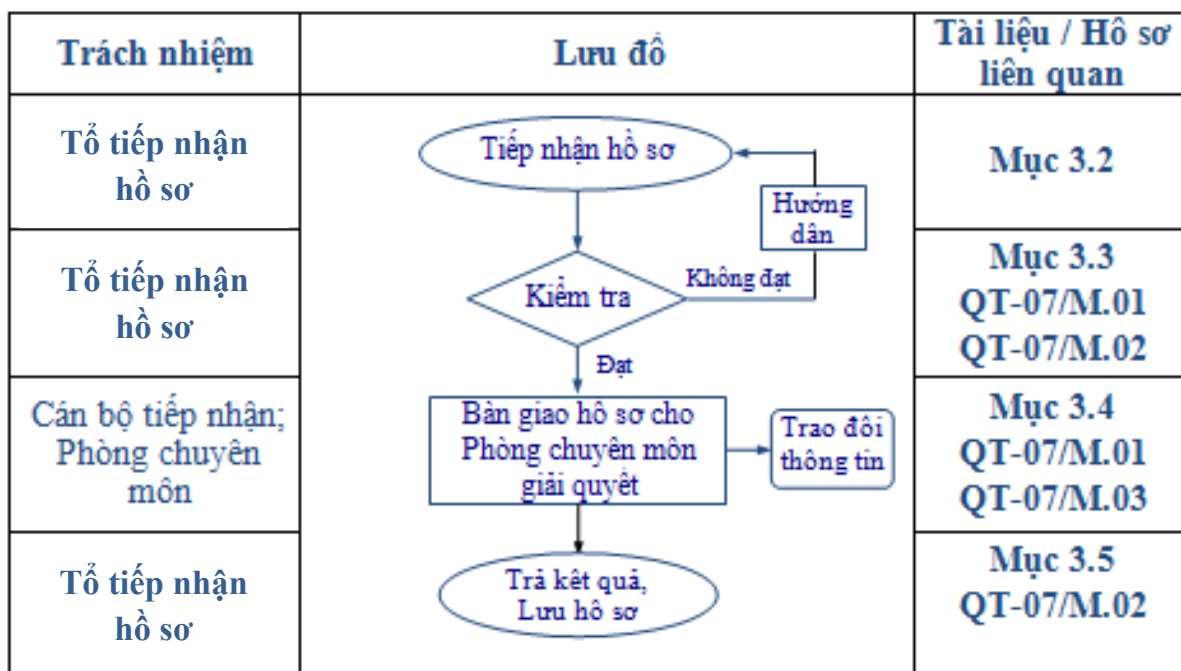 Trách nhiệm
Lưu đồ
Tài liệu / Hồ sơ
liên quan
Tổ tiếp nhận
hồ sơ
Tiếp nhận hồ sơ
Hướng
dẫn
Mục 3.2
Tổ tiếp nhận
hồ sơ
Kiểm tra
Không đạt
Đạt
Mục 3.3
QT-07/M.01
QT-07/M.02
Cán bộ tiếp nhận;
Phòng chuyên
môn
Bàn giao hồ sơ cho
Phòng chuyên môn
giải quyết
Trao đổi
thông tin
Mục 3.4
QT-07/M.01
QT-07/M.03
Tổ tiếp nhận
hồ sơ
Trả kết quả,
Lưu hồ sơ
Mục 3.5
QT-07/M.02